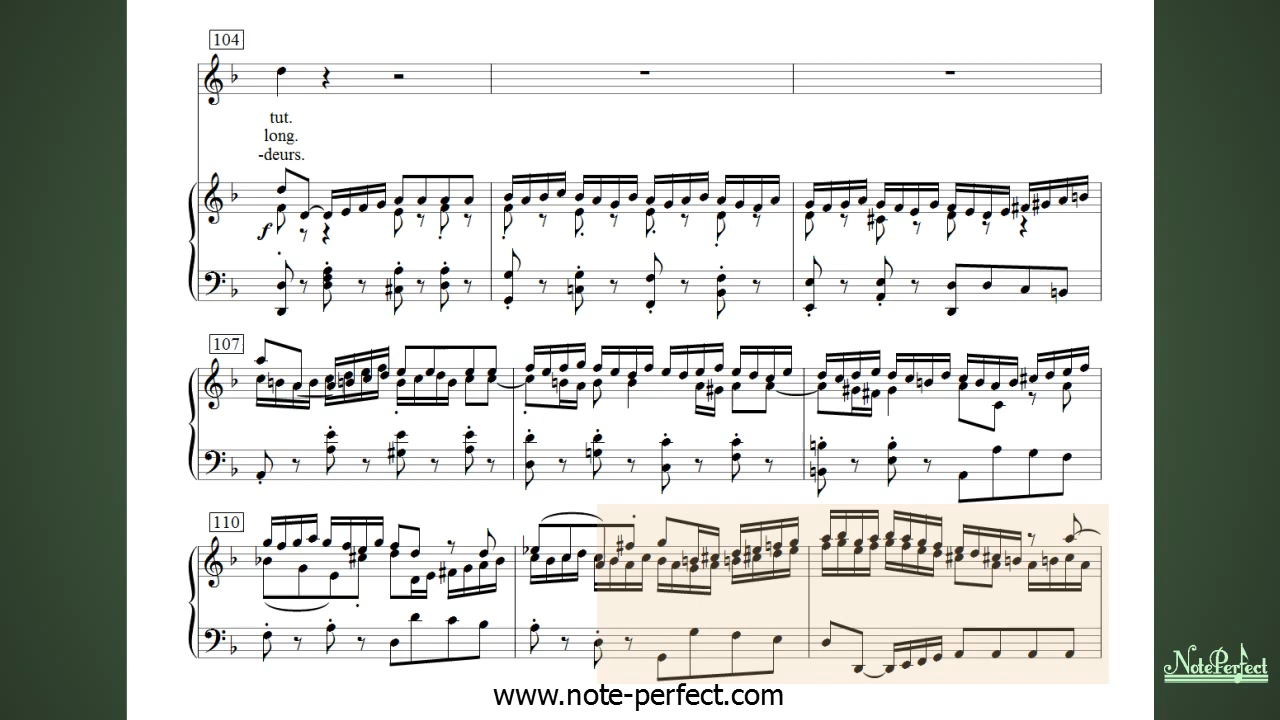 104
tut.
long.
-deurs.
f
107
110
NotePerfect
www.note-perfect.com